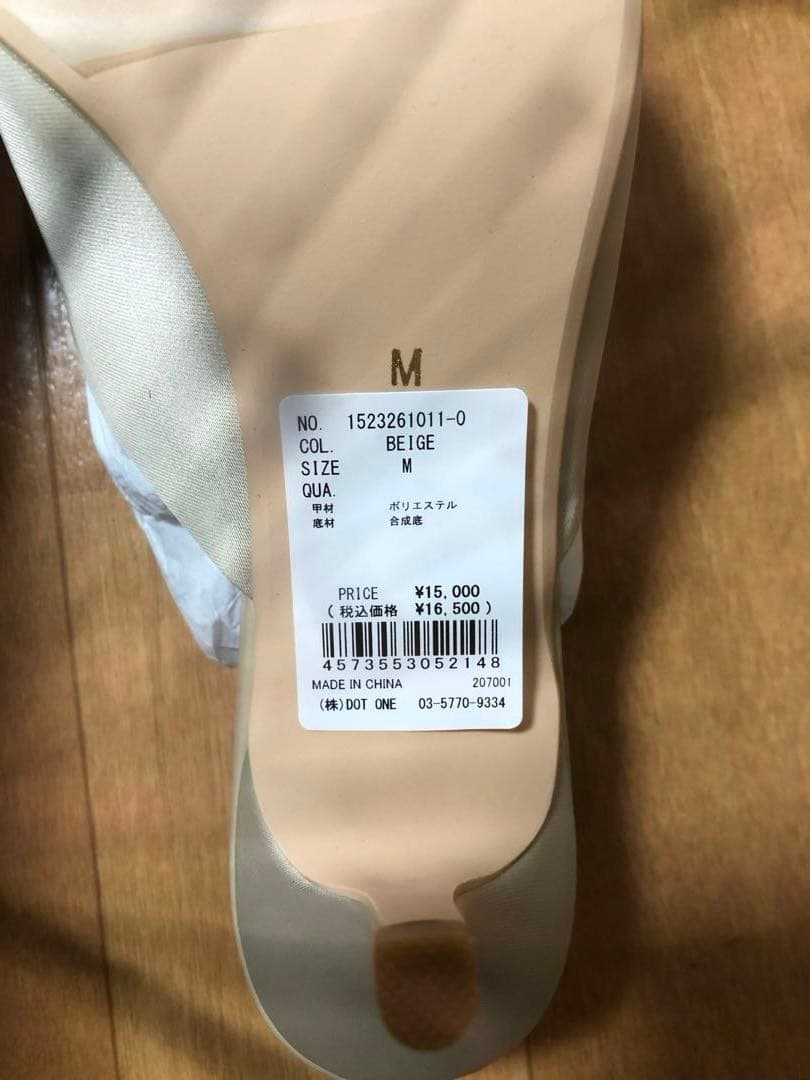 M
NO. 1523261011-0
COL. BEIGE
SIZE M
QUA.
甲材 ポリエステル
底材 合成底
PRICE ¥15,000
(税込価格 ¥16,500)
4573553052148
MADE IN CHINA 207001
(株)DOT ONE 03-5770-9334